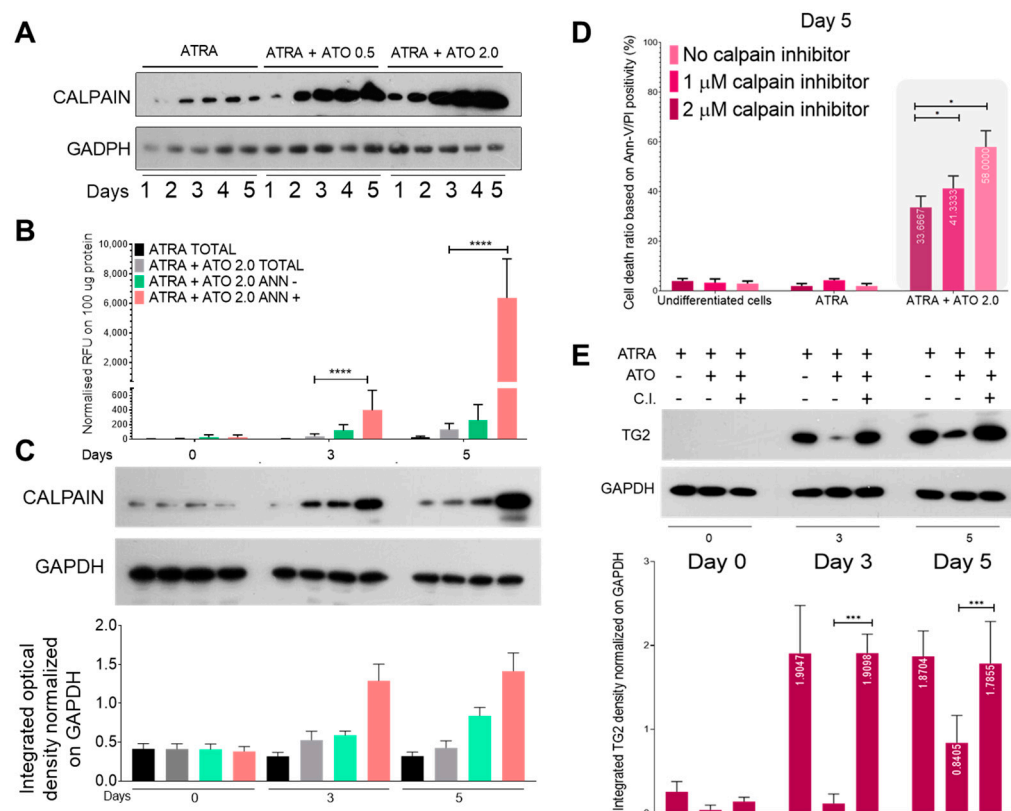 A
ATRA
ATRA + ATO 0.5
ATRA + ATO 2.0
CALPAIN
GADPH
Days 1 2 3 4 5 1 2 3 4 5 1 2 3 4 5
B
Normalised RFU on 100 ug protein
10,000
8,000
6,000
4,000
2,000
600
400
200
0
ATRA TOTAL
ATRA + ATO 2.0 TOTAL
ATRA + ATO 2.0 ANN -
ATRA + ATO 2.0 ANN +
****
****
Days 0 3 5
C
CALPAIN
GAPDH
Integrated optical
density normalized
on GAPDH
2.0
1.5
1.0
0.5
0.0
Days 0 3 5
D
Day 5
Cell death ratio based on Ann-V/PI positivity (%)
100
80
60
40
20
0
No calpain inhibitor
1 μM calpain inhibitor
2 μM calpain inhibitor
*
*
33.6667
41.3333
58.0000
Undifferentiated cells
ATRA
ATRA + ATO 2.0
E
ATRA + + + + + + + + +
ATO - + + - + + - + +
C.I. - - + - - + - - +
TG2
GAPDH
0 3 5
Integrated TG2 density normalized on GAPDH
3
2
1
0
Day 0
Day 3
Day 5
***
***
1.9047
1.9098
1.8704
0.8405
1.7855